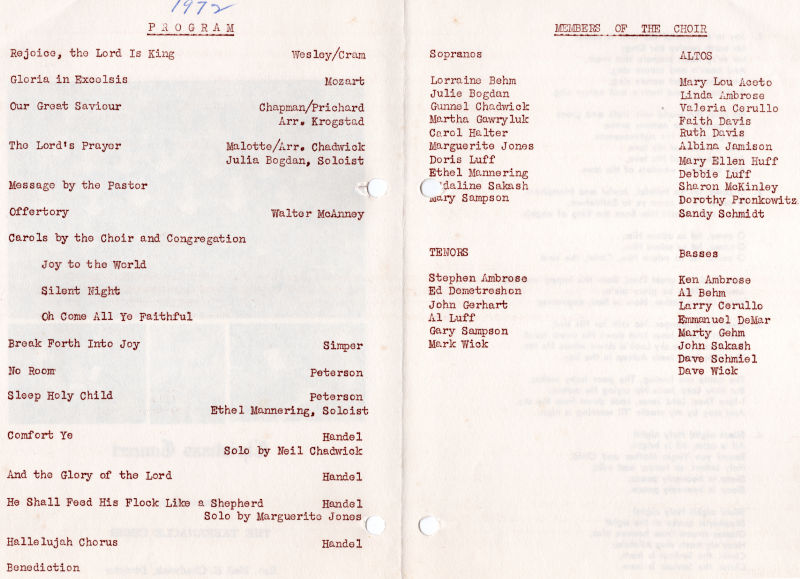 1972
PROGRAM
Rejoice, the Lord Is King Wesley/Cram
Gloria in Excelsis Mozart
Our Great Saviour Chapman/Prichard
Arr. Krogstad
The Lord's Prayer Malotte/Arr. Chadwick
Julia Bogdan, Soloist
Message by the Pastor
Offertory Walter McAnney
Carols by the Choir and Congregation
Joy to the World
Silent Night
Oh Come All Ye Faithful
Break Forth Into Joy Simper
No Room Peterson
Sleep Holy Child Peterson
Ethel Mannering, Soloist
Comfort Ye Handel
Solo by Neil Chadwick
And the Glory of the Lord Handel
He Shall Feed His Flock Like a Shepherd Handel
Solo by Marguerite Jones
Hallelujah Chorus Handel
Benediction
MEMBERS OF THE CHOIR
Sopranos
Lorraine Behm
Julie Bogdan
Gunnel Chadwick
Martha Gawryluk
Carol Halter
Marguerite Jones
Doris Luff
Ethel Mannering
Sakash
Mary Sampson
ALTOS
Mary Lou Aceto
Linda Ambrose
Valeria Cerullo
Faith Davis
Ruth Davis
Albina Jamison
Mary Ellen Huff
Debbie Luff
Sharon McKinley
Dorothy Pronkowitz
Sandy Schmidt
TENORS
Stephen Ambrose
Ed Dometreshon
John Gerhart
Al Luff
Gary Sampson
Mark Wick
Basses
Ken Ambrose
Al Behm
Larry Cerullo
Emmanuel DeMar
Marty Gehm
John Sakash
Dave Schmiel
Dave Wick